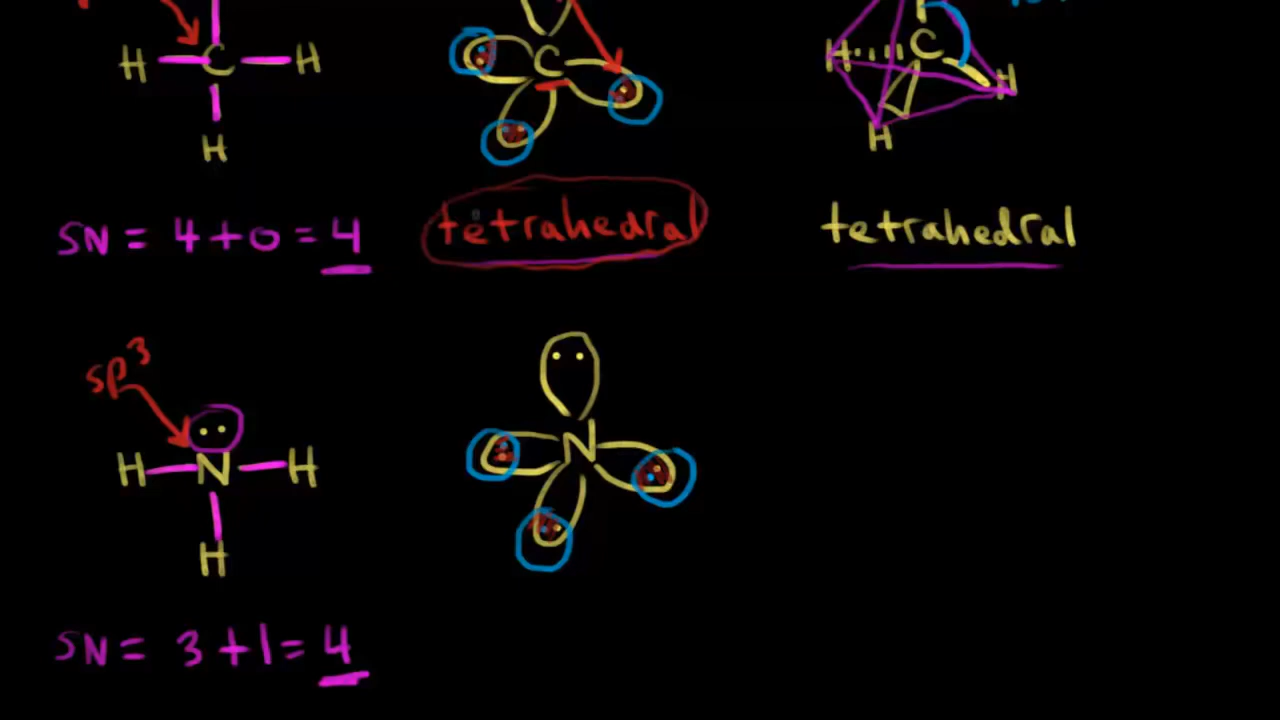 H C H C H C H
H H
SN = 4 + 0 = 4 tetrahedral tetrahedral
sp³
H N H N
H
SN = 3 + 1 = 4